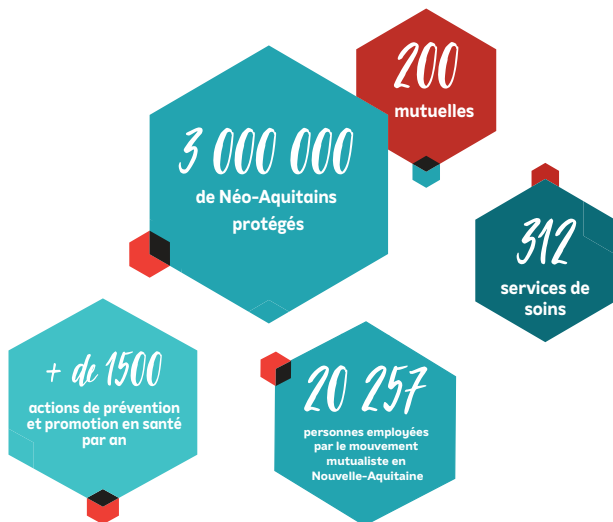 200
mutuelles
3 000 000
de Néo-Aquitains
protégés
312
services de
soins
+ de 1500
actions de prévention
et promotion en santé
par an
20 257
personnes employées
par le mouvement
mutualiste en
Nouvelle-Aquitaine